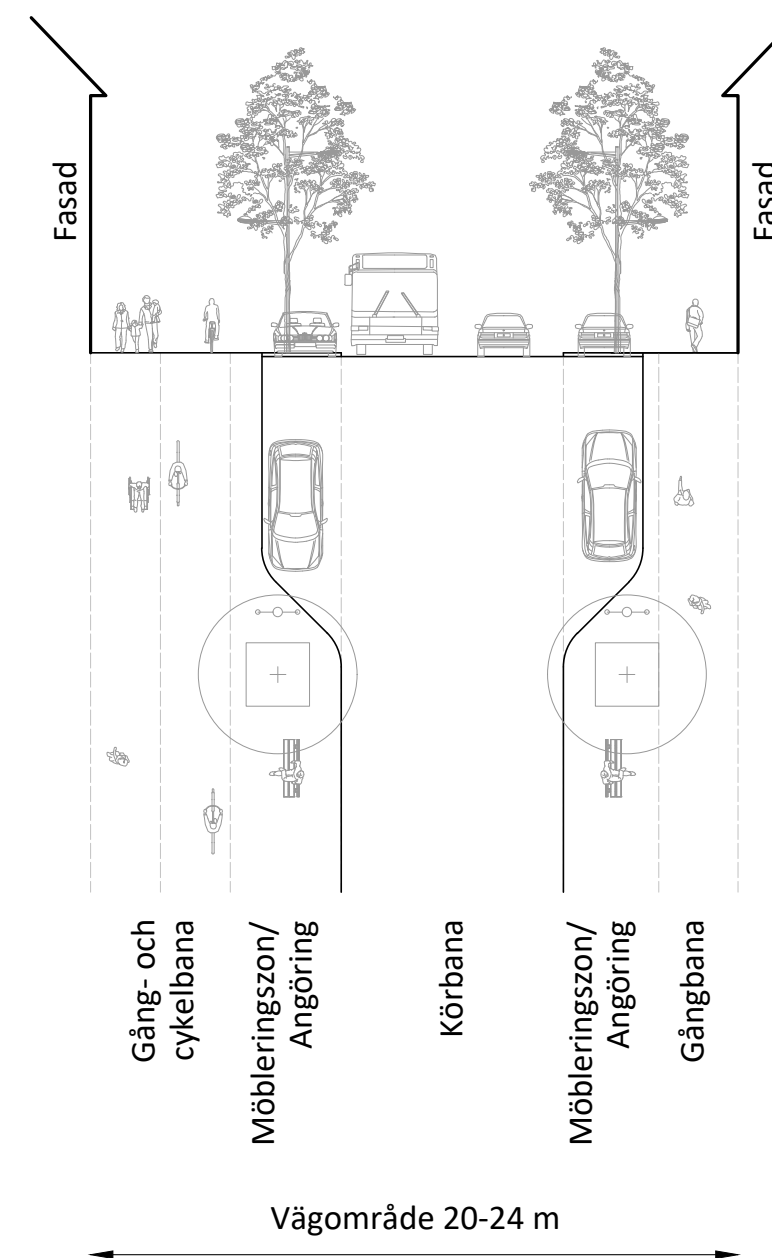 Fasad
Fasad
Gång- och
cykelbana
Möbleringszon/
Angöring
Körbana
Möbleringszon/
Angöring
Gångbana
Vägområde 20-24 m